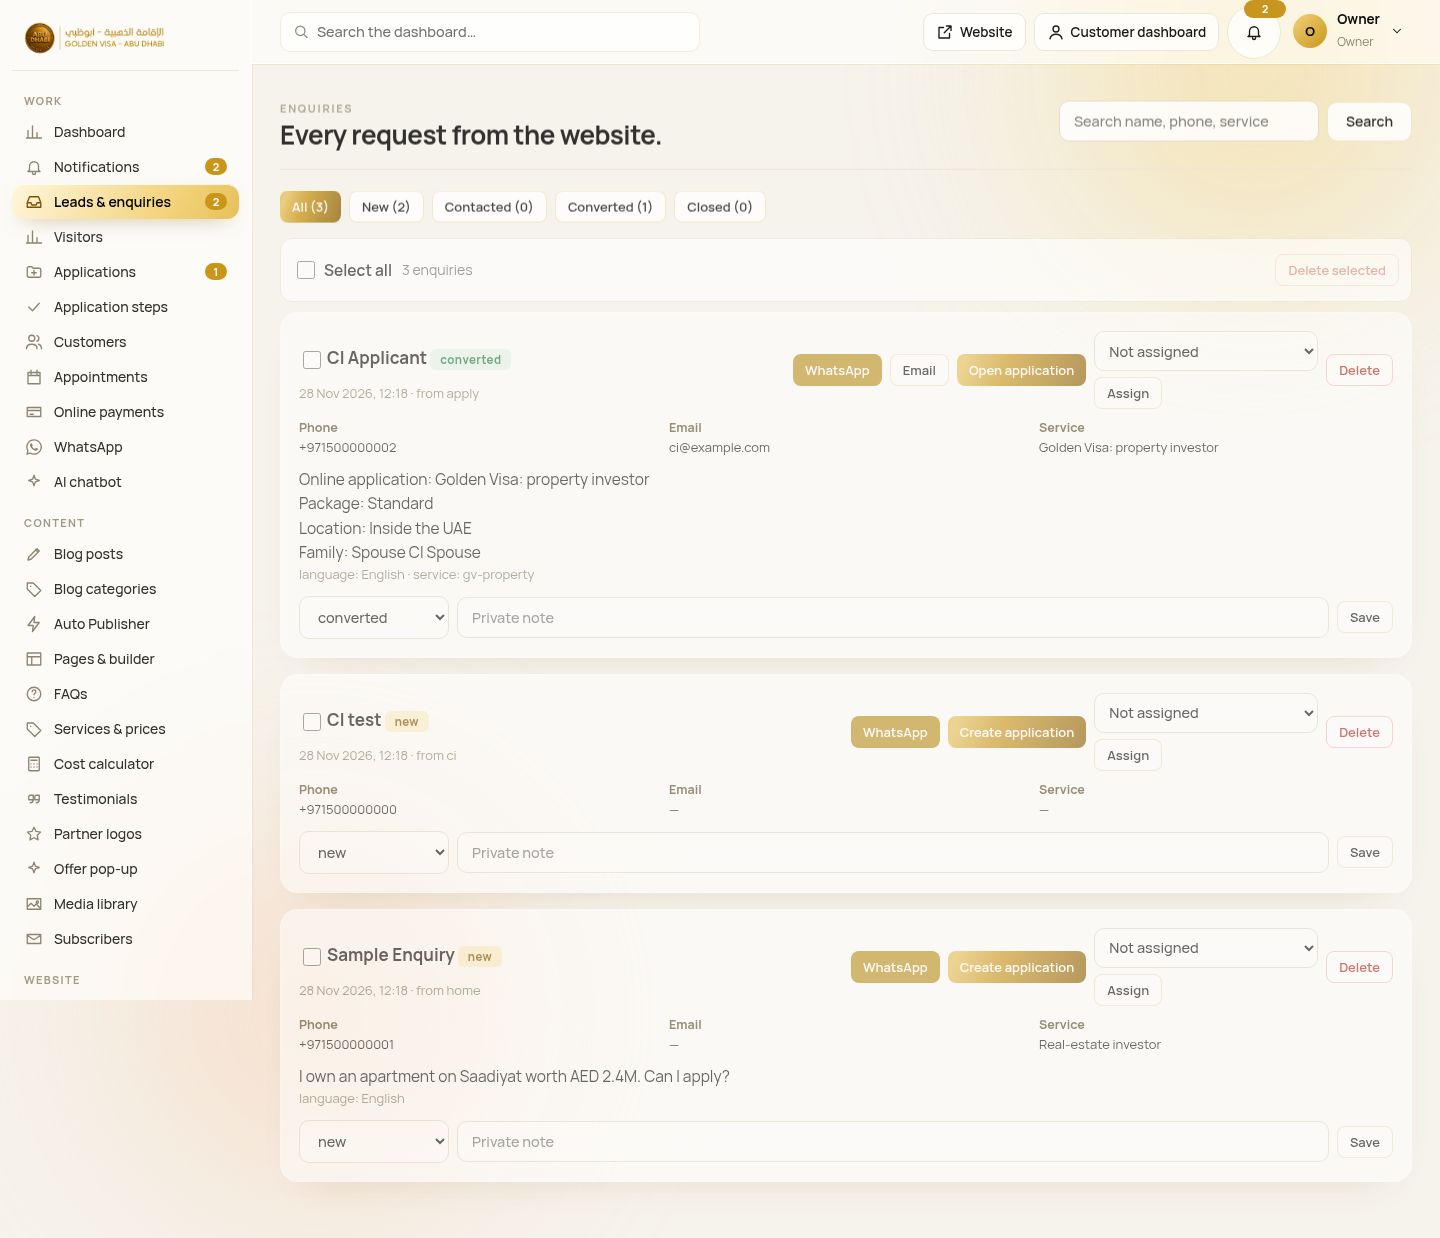 ABU DHABI
الإقامة الذهبية - ابوظبي
GOLDEN VISA - ABU DHABI
Search the dashboard...
Website
Customer dashboard
2
O
Owner
Owner
WORK
Dashboard
Notifications 2
Leads & enquiries 2
Visitors
Applications 1
Application steps
Customers
Appointments
Online payments
WhatsApp
AI chatbot
CONTENT
Blog posts
Blog categories
Auto Publisher
Pages & builder
FAQs
Services & prices
Cost calculator
Testimonials
Partner logos
Offer pop-up
Media library
Subscribers
WEBSITE
ENQUIRIES
Every request from the website.
Search name, phone, service
Search
All (3) New (2) Contacted (0) Converted (1) Closed (0)
Select all 3 enquiries Delete selected
CI Applicant converted
28 Nov 2026, 12:18 · from apply
WhatsApp Email Open application Not assigned Delete
Assign
Phone Email Service
+971500000002 ci@example.com Golden Visa: property investor
Online application: Golden Visa: property investor
Package: Standard
Location: Inside the UAE
Family: Spouse CI Spouse
language: English · service: gv-property
converted Private note Save
CI test new
28 Nov 2026, 12:18 · from ci
WhatsApp Create application Not assigned Delete
Assign
Phone Email Service
+971500000000 — —
new Private note Save
Sample Enquiry new
28 Nov 2026, 12:18 · from home
WhatsApp Create application Not assigned Delete
Assign
Phone Email Service
+971500000001 — Real-estate investor
I own an apartment on Saadiyat worth AED 2.4M. Can I apply?
language: English
new Private note Save